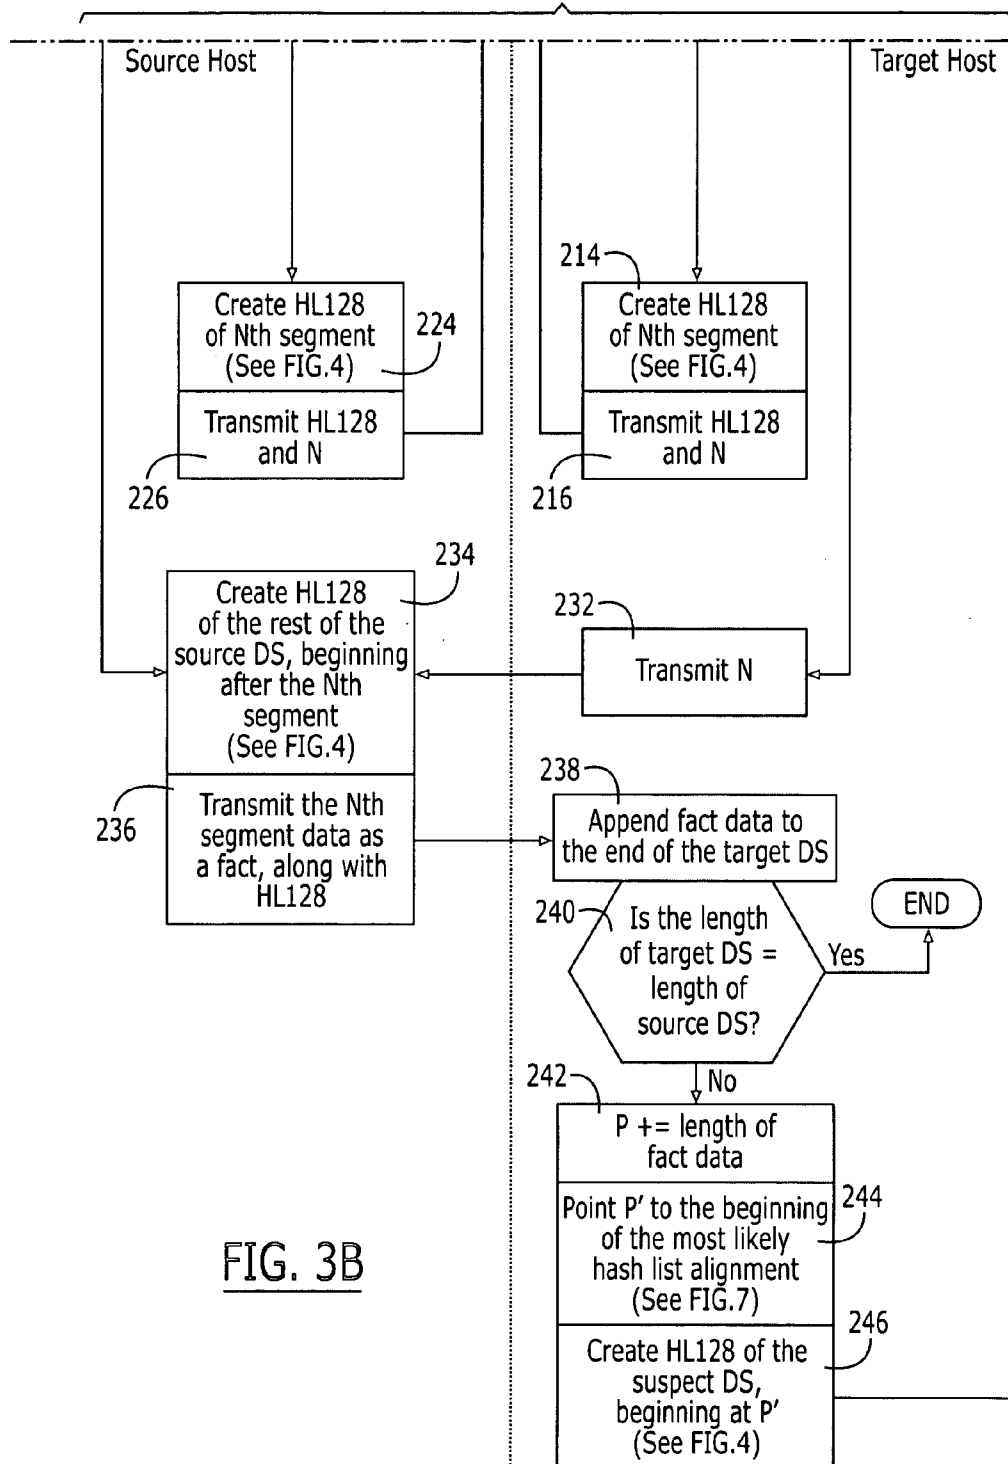 Source Host
Target Host
214
Create HL128
of Nth segment
(See FIG.4)
224
Transmit HL128
and N
226
Create HL128
of Nth segment
(See FIG.4)
Transmit HL128
and N
216
234
Create HL128
of the rest of the
source DS, beginning
after the Nth
segment
(See FIG.4)
232
Transmit N
236
Transmit the Nth
segment data as
a fact, along with
HL128
238
Append fact data to
the end of the target DS
240
Is the length
of target DS =
length of
source DS?
Yes
END
No
242
P += length of
fact data
244
Point P' to the beginning
of the most likely
hash list alignment
(See FIG.7)
246
Create HL128 of the
suspect DS,
beginning at P'
(See FIG.4)
FIG. 3B